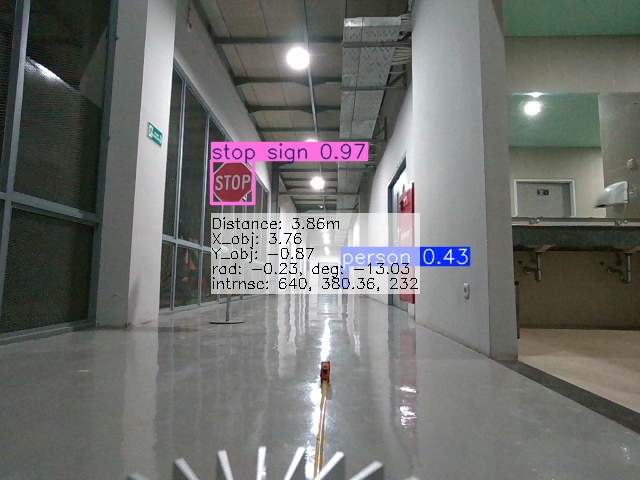 stop sign 0.97
STOP
Distance: 3.86m
X_obj: 3.76
Y_obj: -0.87
person 0.43
rad: -0.23, deg: -13.03
intrnsc: 640, 380.36, 232